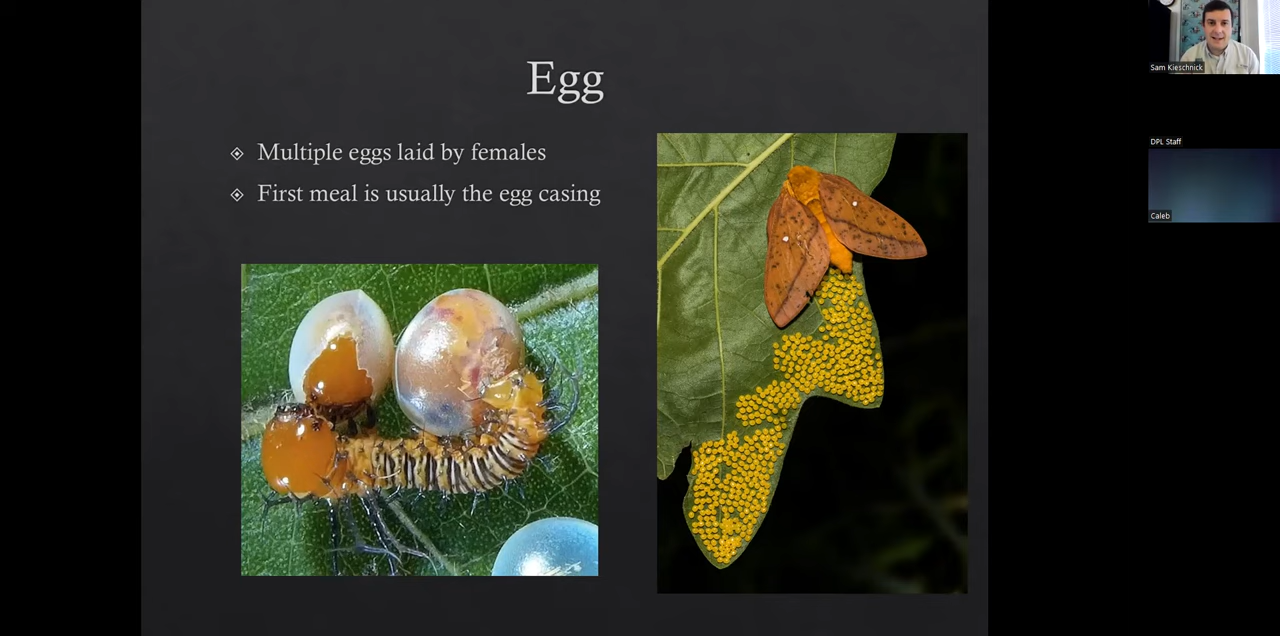 Egg
Multiple eggs laid by females
First meal is usually the egg casing
Sam Kieschnick
DPL Staff
Caleb